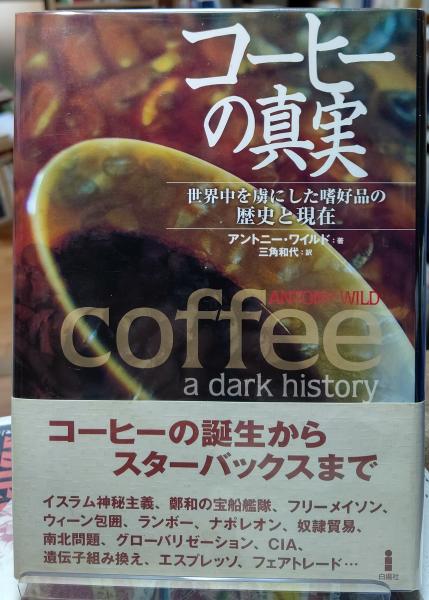 コーヒー
の真実
世界中を虜にした嗜好品の
歴史と現在
アントニー・ワイルド：著
三角和代：訳
ANTONY WILD
coffee
a dark history
コーヒーの誕生から
スターバックスまで
イスラム神秘主義、鄭和の宝船艦隊、フリーメイソン、
ウィーン包囲、ランボー、ナポレオン、奴隷貿易、
南北問題、グローバリゼーション、CIA、
遺伝子組み換え、エスプレッソ、フェアトレード…
白揚社